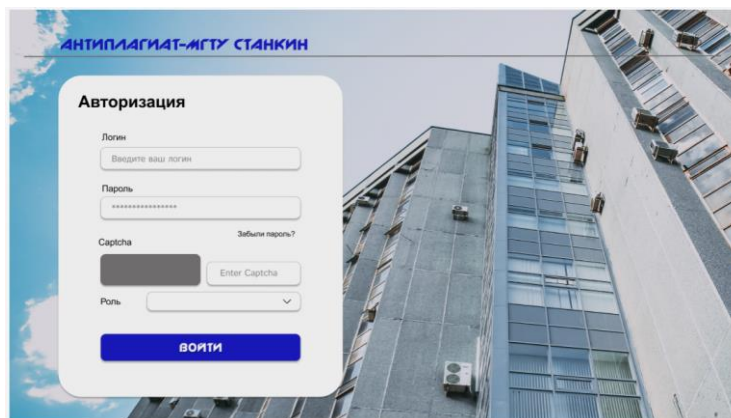 АНТИПЛАГИАТ-МГТУ СТАНКИН
Авторизация
Логин
Введите ваш логин
Пароль
****************
Забыли пароль?
Captcha
Enter Captcha
Роль
ВОЙТИ